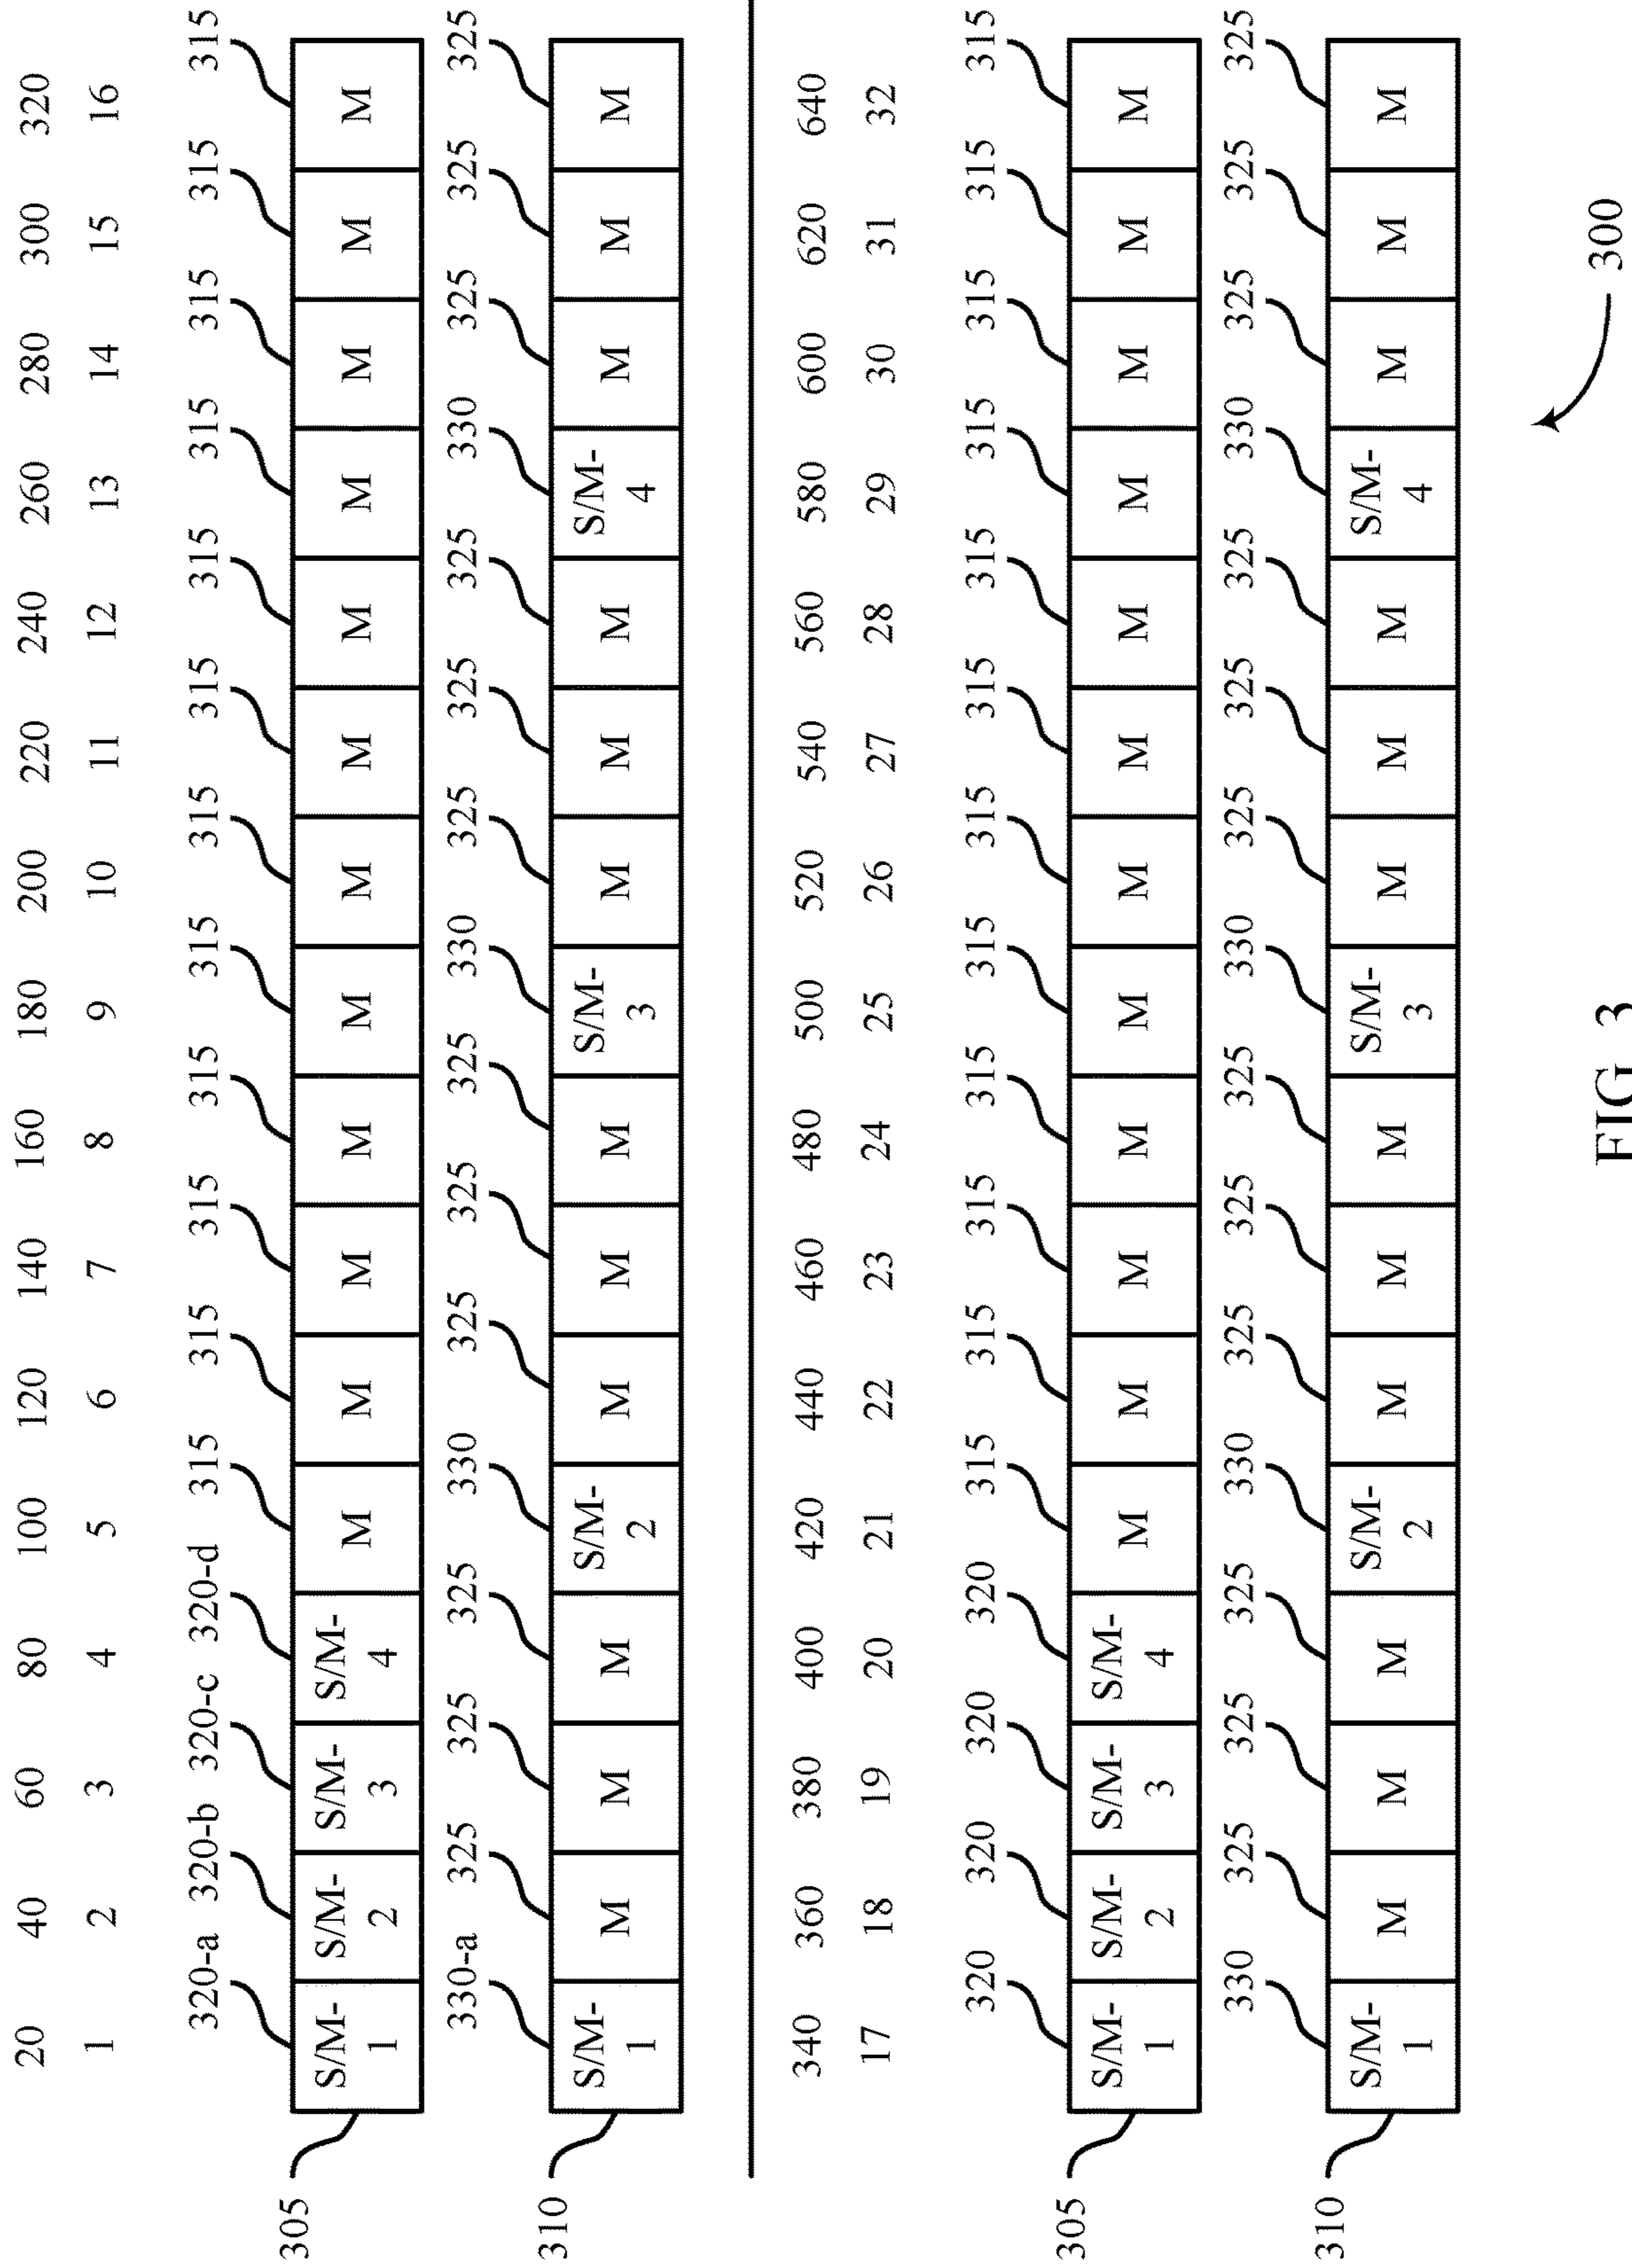 20 40 60 80 100 120 140 160 180 200 220 240 260 280 300 320
1 2 3 4 5 6 7 8 9 10 11 12 13 14 15 16
320-a 320-b 320-c 320-d 315 315 315 315 315 315 315 315 315 315 315 315
305 S/M-1 S/M-2 S/M-3 S/M-4 M M M M M M M M M M M M
330-a 325 325 325 330 325 325 325 330 325 325 325 330 325 325 325
310 S/M-1 M M M S/M-2 M M M S/M-3 M M M S/M-4 M M M
340 360 380 400 420 440 460 480 500 520 540 560 580 600 620 640
17 18 19 20 21 22 23 24 25 26 27 28 29 30 31 32
320 320 320 320 315 315 315 315 315 315 315 315 315 315 315 315
305 S/M-1 S/M-2 S/M-3 S/M-4 M M M M M M M M M M M M
330 325 325 325 330 325 325 325 330 325 325 325 330 325 325 325
310 S/M-1 M M M S/M-2 M M M S/M-3 M M M S/M-4 M M M
300
FIG. 3